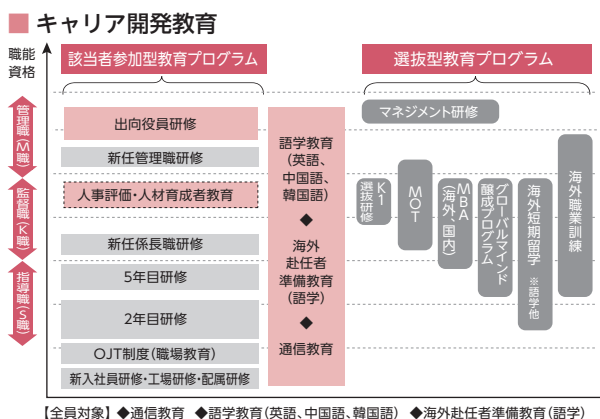 ■ キャリア開発教育
職能
資格
該当者参加型教育プログラム
選抜型教育プログラム
管理職(M職)
監督職(K職)
指導職(S職)
出向役員研修
新任管理職研修
人事評価・人材育成者教育
新任係長職研修
5年目研修
2年目研修
OJT制度(職場教育)
新入社員研修・工場研修・配属研修
語学教育
(英語、
中国語、
韓国語)
◆
海外
赴任者
準備教育
(語学)
◆
通信教育
マネジメント研修
K1
選抜研修
MOT
MBA
(海外、国内)
グローバルマインド
醸成プログラム
海外短期留学 ※語学他
海外職業訓練
【全員対象】◆通信教育 ◆語学教育(英語、中国語、韓国語) ◆海外赴任者準備教育(語学)